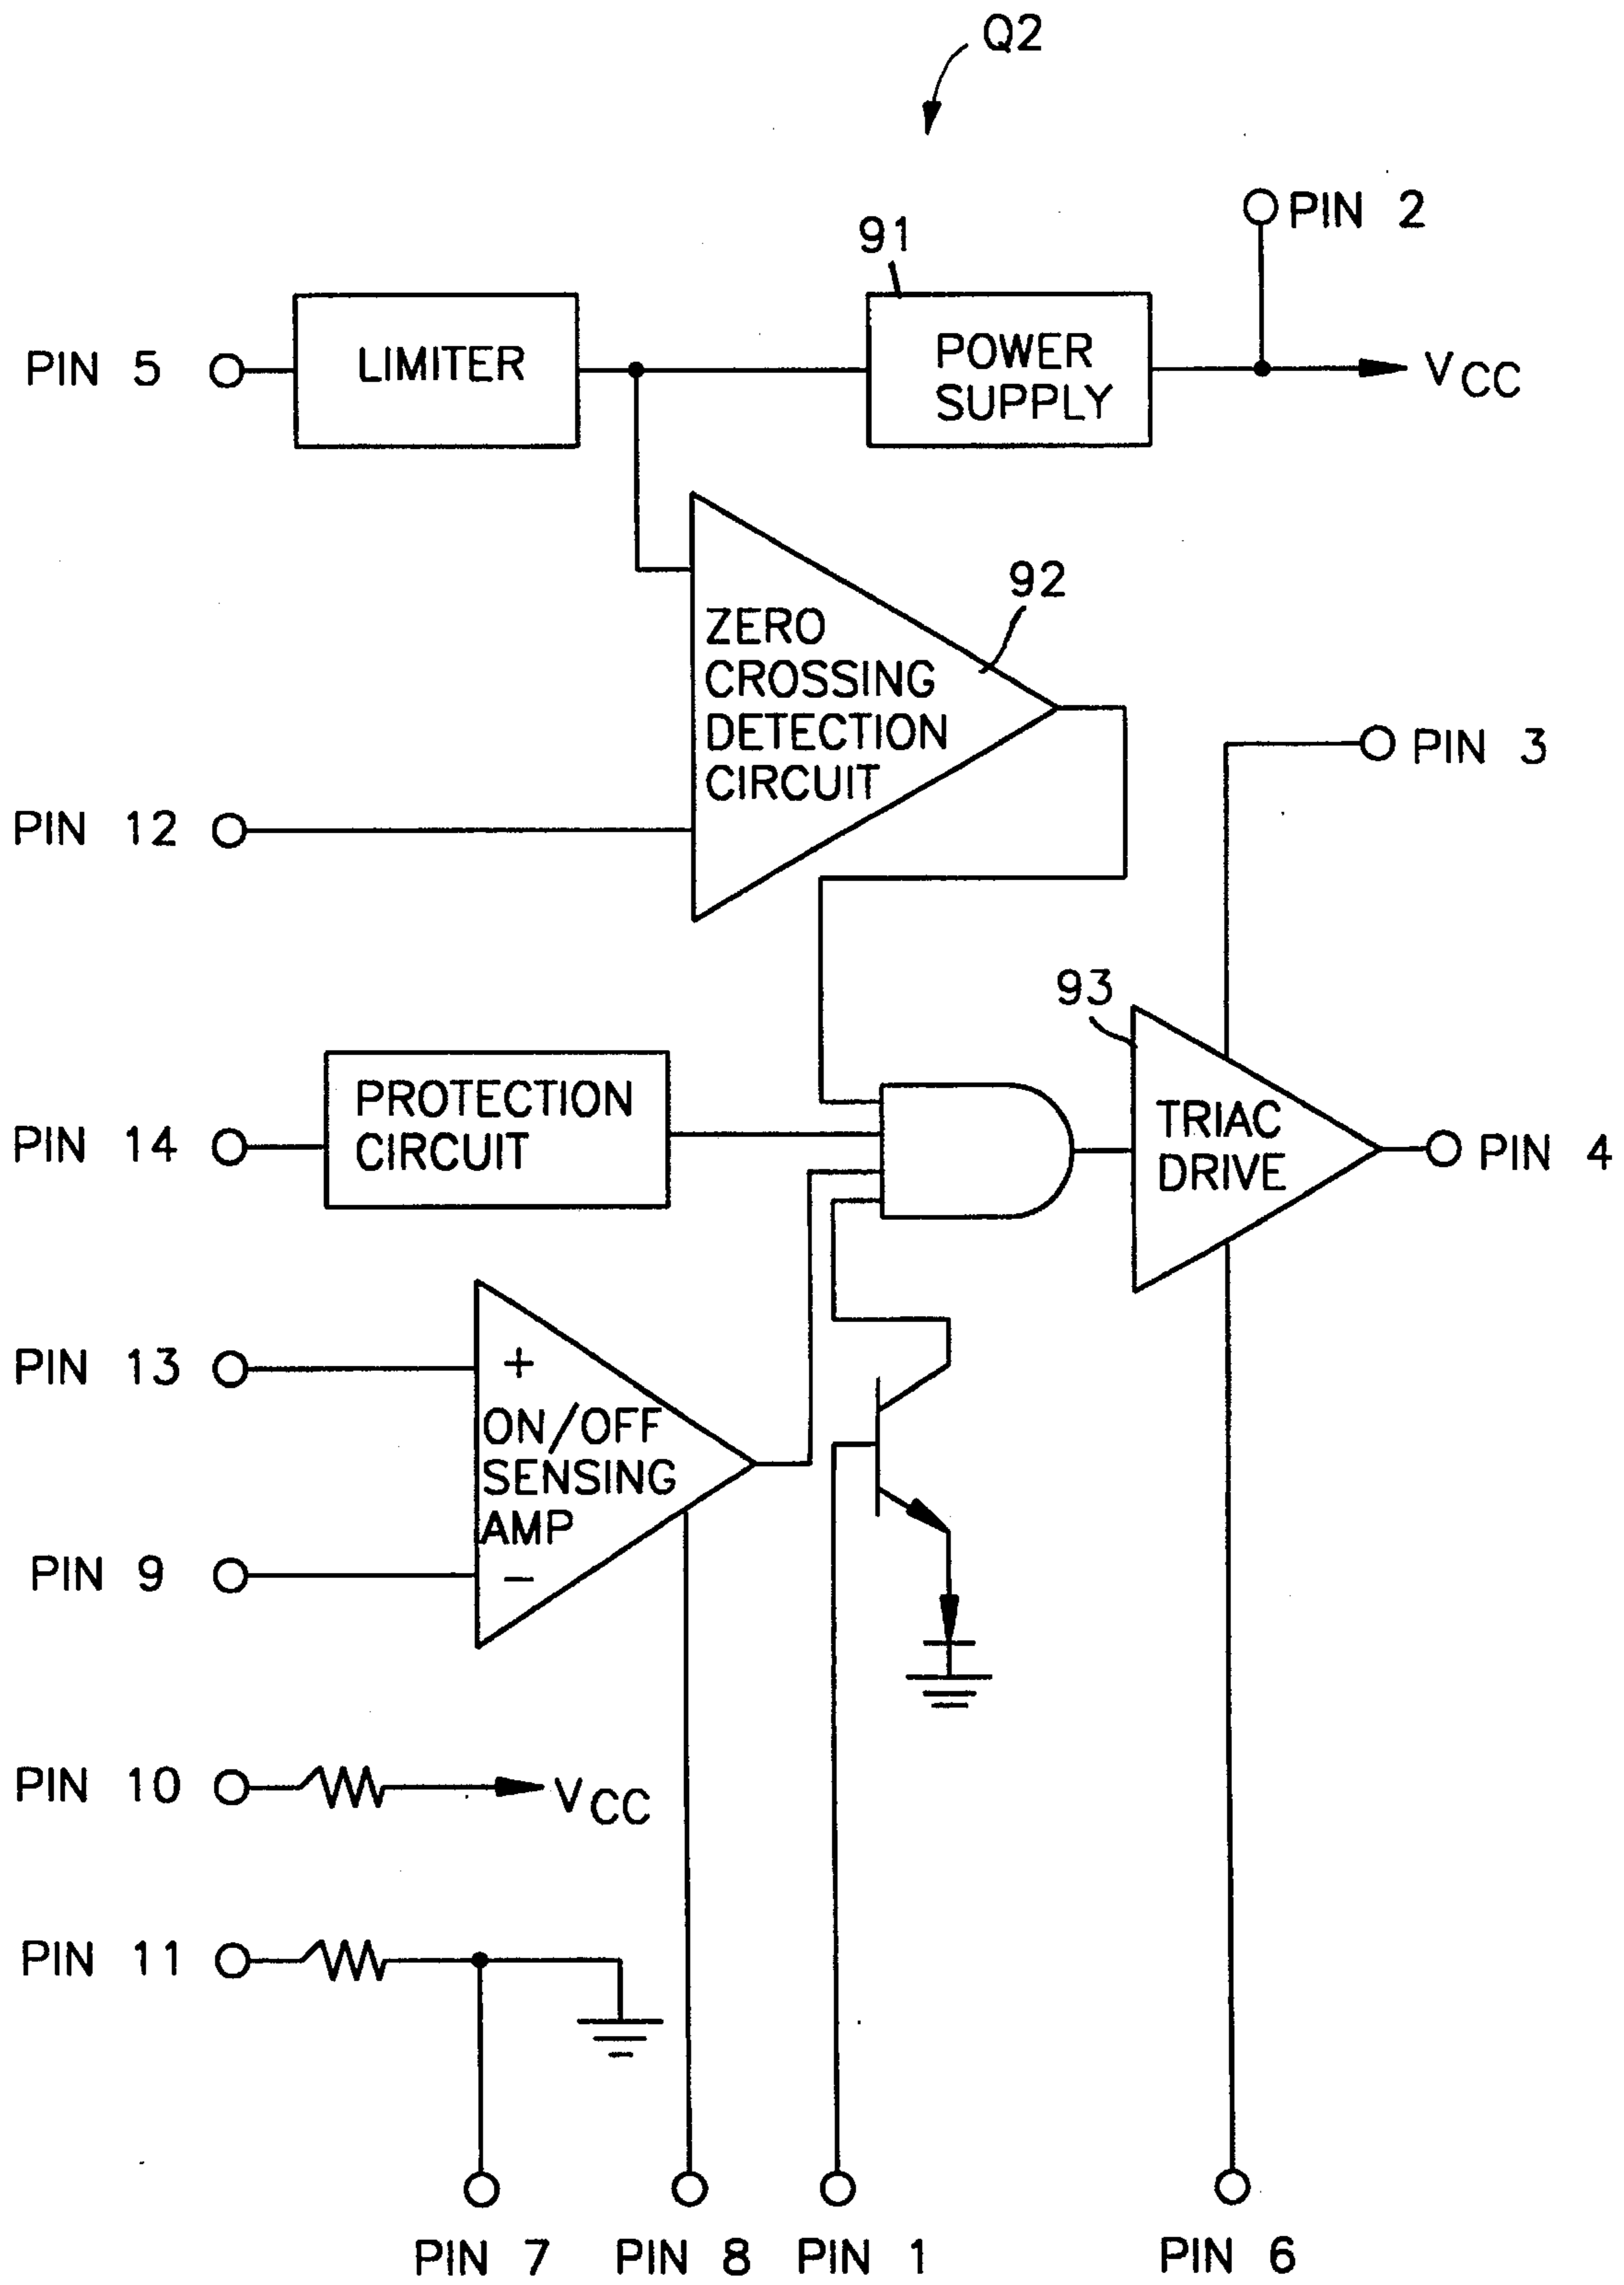 Q2
PIN 2
91
PIN 5
LIMITER
POWER
SUPPLY
VCC
92
ZERO
CROSSING
DETECTION
CIRCUIT
PIN 3
PIN 12
93
PROTECTION
CIRCUIT
PIN 14
TRIAC
DRIVE
PIN 4
PIN 13
+
ON/OFF
SENSING
AMP
PIN 9
−
PIN 10
VCC
PIN 11
PIN 7
PIN 8
PIN 1
PIN 6